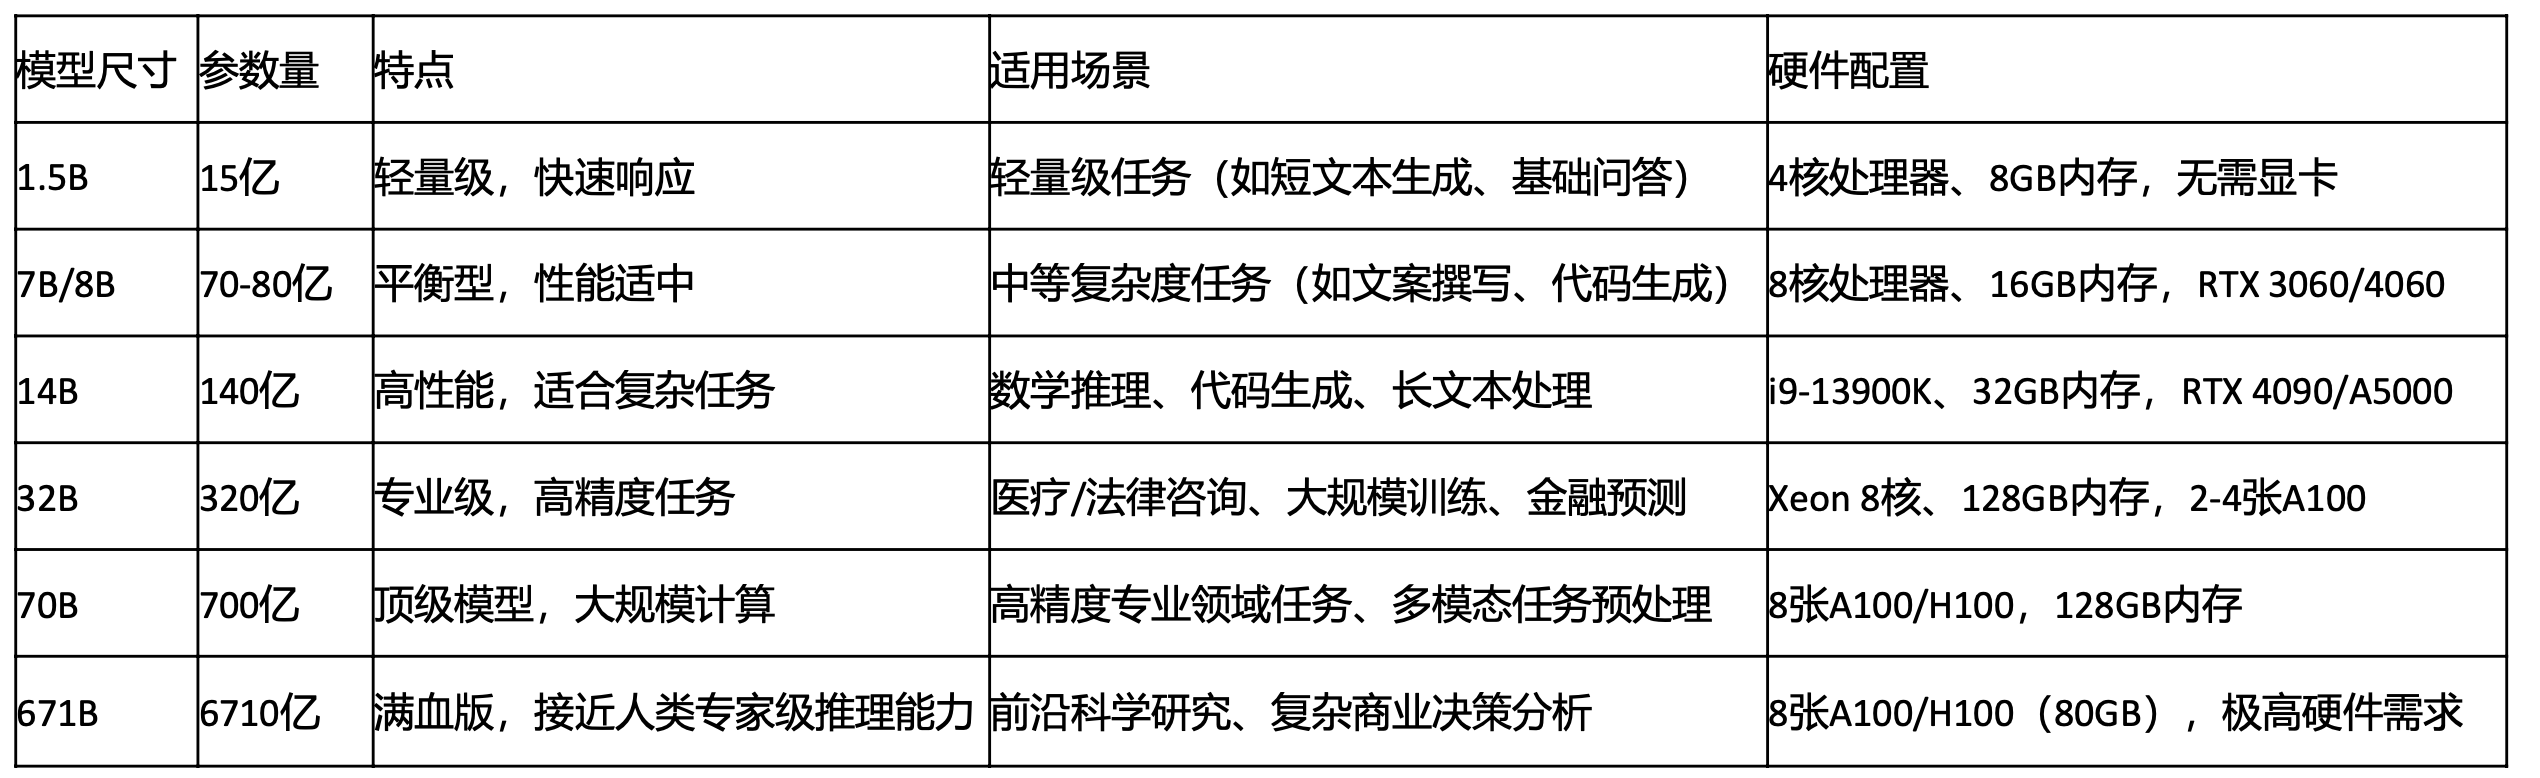 模型尺寸 参数量 特点 适用场景 硬件配置
1.5B 15亿 轻量级，快速响应 轻量级任务（如短文本生成、基础问答） 4核处理器、8GB内存，无需显卡
7B/8B 70-80亿 平衡型，性能适中 中等复杂度任务（如文案撰写、代码生成） 8核处理器、16GB内存，RTX 3060/4060
14B 140亿 高性能，适合复杂任务 数学推理、代码生成、长文本处理 i9-13900K、32GB内存，RTX 4090/A5000
32B 320亿 专业级，高精度任务 医疗/法律咨询、大规模训练、金融预测 Xeon 8核、128GB内存，2-4张A100
70B 700亿 顶级模型，大规模计算 高精度专业领域任务、多模态任务预处理 8张A100/H100，128GB内存
671B 6710亿 满血版，接近人类专家级推理能力 前沿科学研究、复杂商业决策分析 8张A100/H100（80GB），极高硬件需求